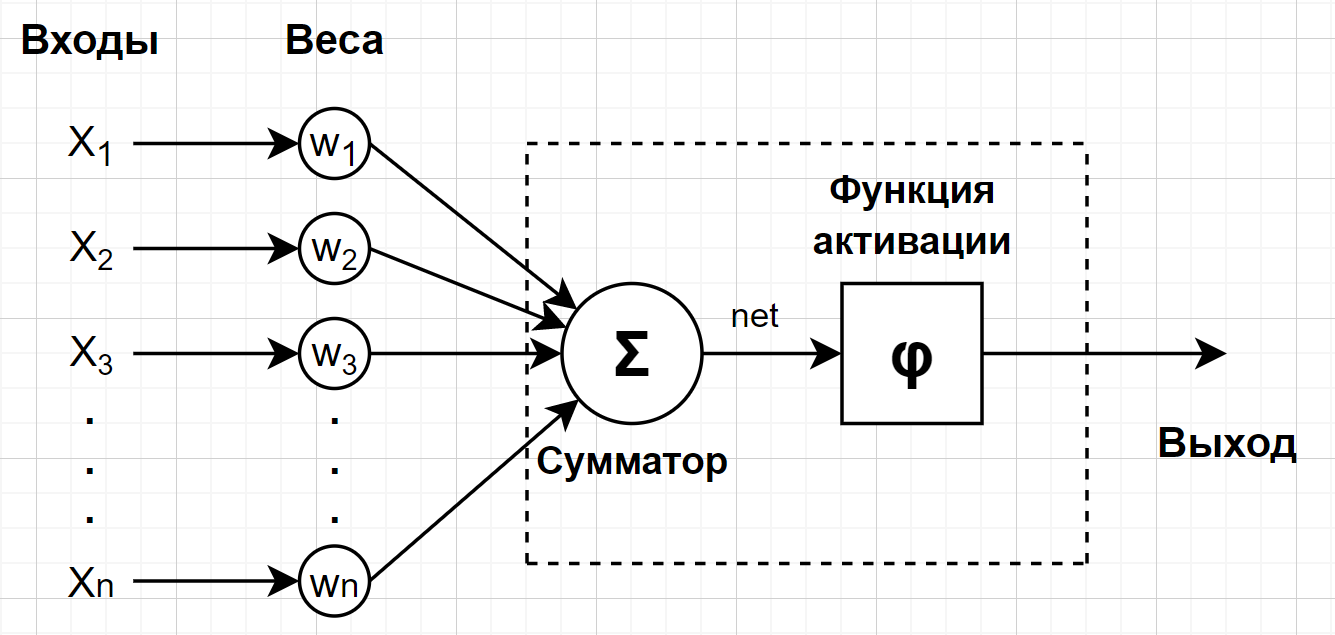 Входы Веса
X1 w1
Функция
активации
X2 w2
net
X3 w3 Σ φ
.
.
.
.
.
.
Сумматор
Выход
Xn wn